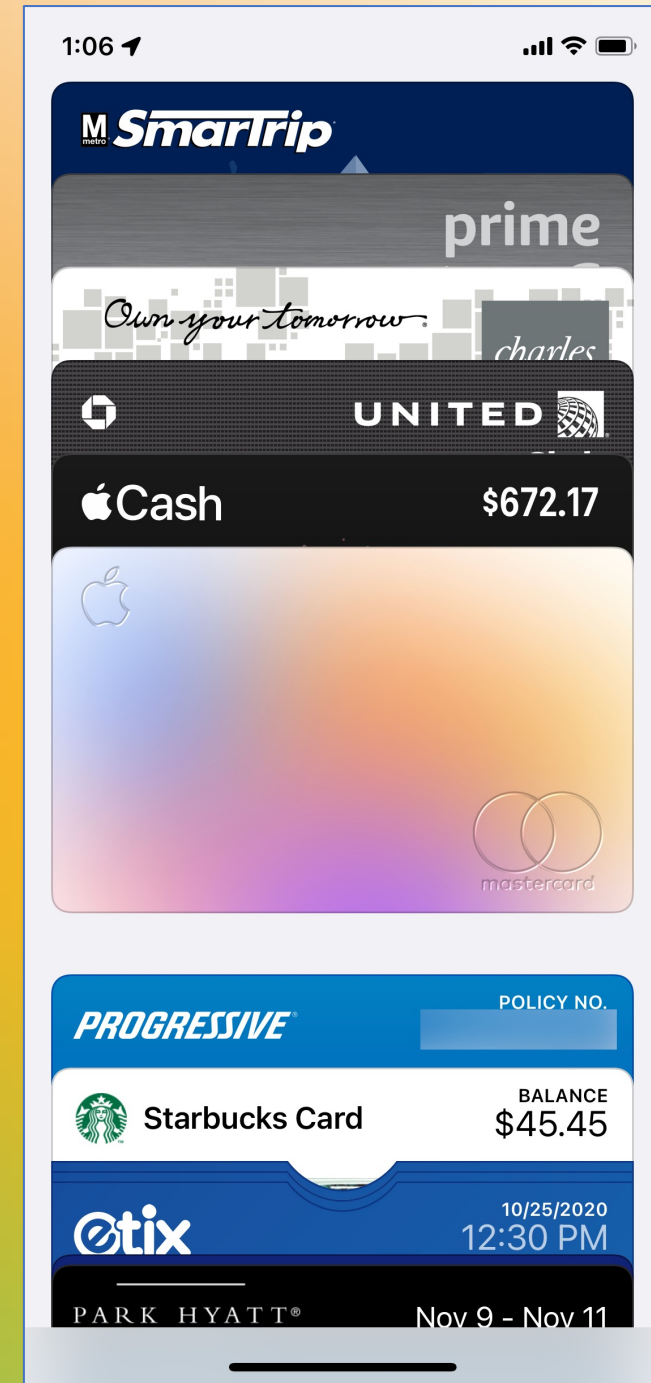 1:06
M SmarTrip
metro
prime
Own your tomorrow.
charles
UNITED
Cash $672.17
mastercard
POLICY NO.
PROGRESSIVE
BALANCE
Starbucks Card $45.45
10/25/2020
etix 12:30 PM
PARK HYATT® Nov 9 - Nov 11